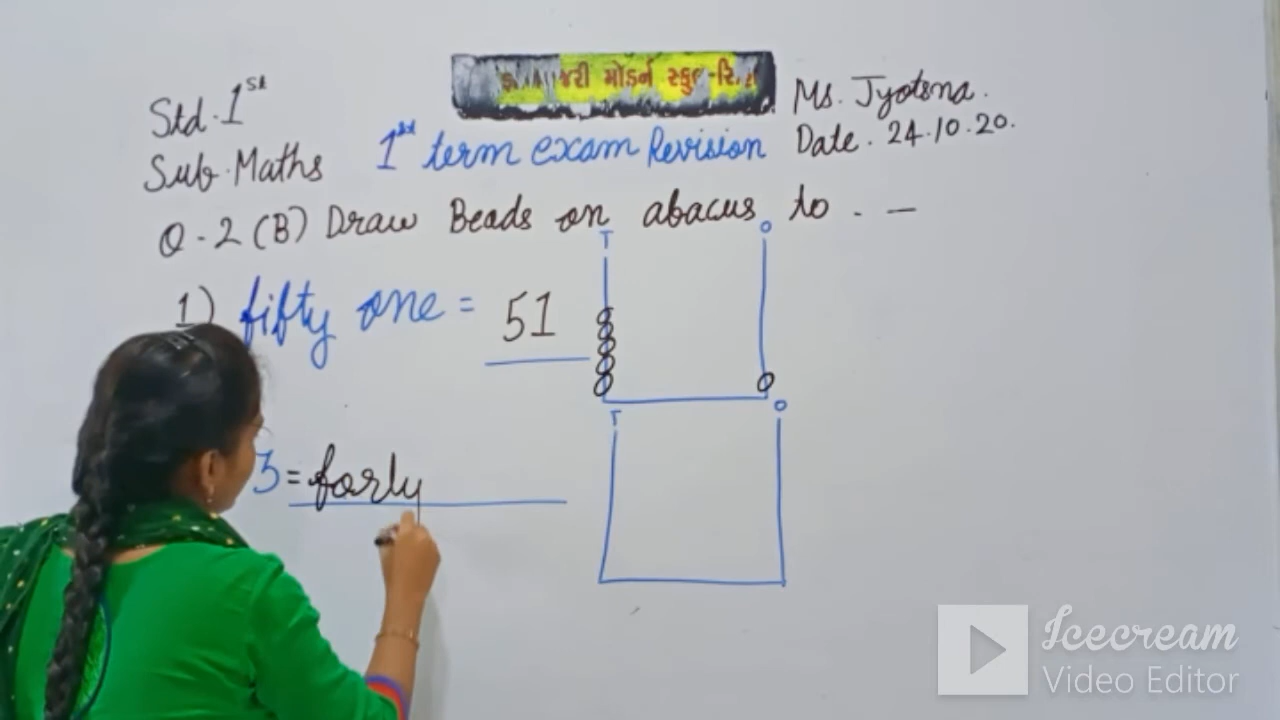 મોડર્ન સ્કુલ
Std. 1st
Ms. Jyotsna.
Sub. Maths
1st term exam Revision
Date. 24.10.20.
Q-2 (B) Draw Beads on abacus to . —
T O
1) fifty one = 51
T O
3 = forty
Icecream
Video Editor